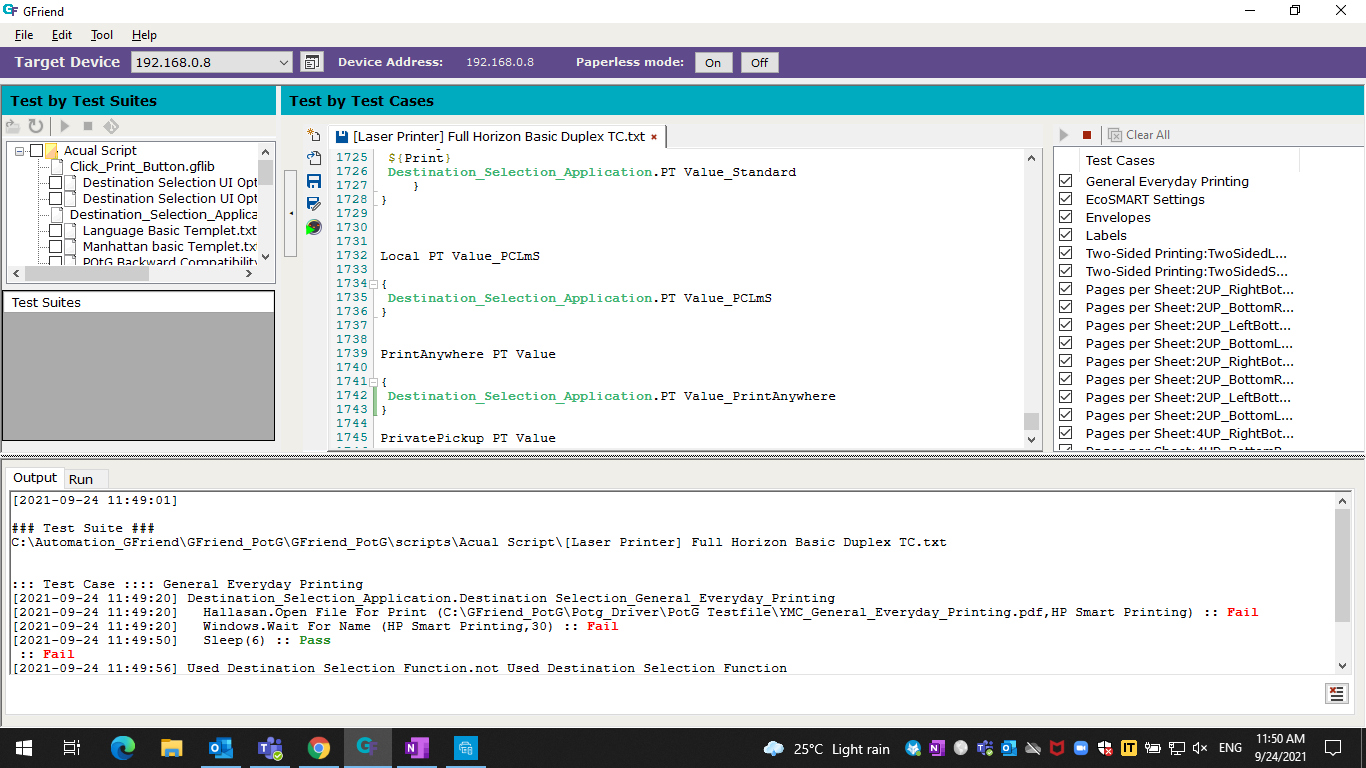 GFriend
File Edit Tool Help
Target Device 192.168.0.8 Device Address: 192.168.0.8 Paperless mode: On Off
Test by Test Suites
Acual Script
Click_Print_Button.gflib
Destination Selection UI Opt
Destination Selection UI Opt
Destination_Selection_Applica
Language Basic Templet.txt
Manhattan basic Templet.tx
POtG Backward Compatibility
Test Suites
Test by Test Cases
[Laser Printer] Full Horizon Basic Duplex TC.txt
1725 ${Print}
1726 Destination_Selection_Application.PT Value_Standard
1727 }
1728 }
1729
1730
1731
1732 Local PT Value_PCLmS
1733
1734 {
1735 Destination_Selection_Application.PT Value_PCLmS
1736 }
1737
1738
1739 PrintAnywhere PT Value
1740
1741 {
1742 Destination_Selection_Application.PT Value_PrintAnywhere
1743 }
1744
1745 PrivatePickup PT Value
Clear All
Test Cases
General Everyday Printing
EcoSMART Settings
Envelopes
Labels
Two-Sided Printing:TwoSidedL...
Two-Sided Printing:TwoSidedS...
Pages per Sheet:2UP_RightBot...
Pages per Sheet:2UP_BottomR...
Pages per Sheet:2UP_LeftBott...
Pages per Sheet:2UP_BottomL...
Pages per Sheet:2UP_RightBot...
Pages per Sheet:2UP_BottomR...
Pages per Sheet:2UP_LeftBott...
Pages per Sheet:2UP_BottomL...
Pages per Sheet:4UP_RightBot...
Pages per Sheet:4UP_BottomR...
Output Run
[2021-09-24 11:49:01]
### Test Suite ###
C:\Automation_GFriend\GFriend_PotG\GFriend_PotG\scripts\Acual Script\[Laser Printer] Full Horizon Basic Duplex TC.txt
::: Test Case :::: General Everyday Printing
[2021-09-24 11:49:20] Destination_Selection_Application.Destination Selection_General_Everyday_Printing
[2021-09-24 11:49:20] Hallasan.Open File For Print (C:\GFriend_PotG\Potg_Driver\PotG Testfile\YMC_General_Everyday_Printing.pdf,HP Smart Printing) :: Fail
[2021-09-24 11:49:20] Windows.Wait For Name (HP Smart Printing,30) :: Fail
[2021-09-24 11:49:50] Sleep(6) :: Pass
:: Fail
[2021-09-24 11:49:56] Used Destination Selection Function.not Used Destination Selection Function
25°C Light rain ENG 11:50 AM
9/24/2021